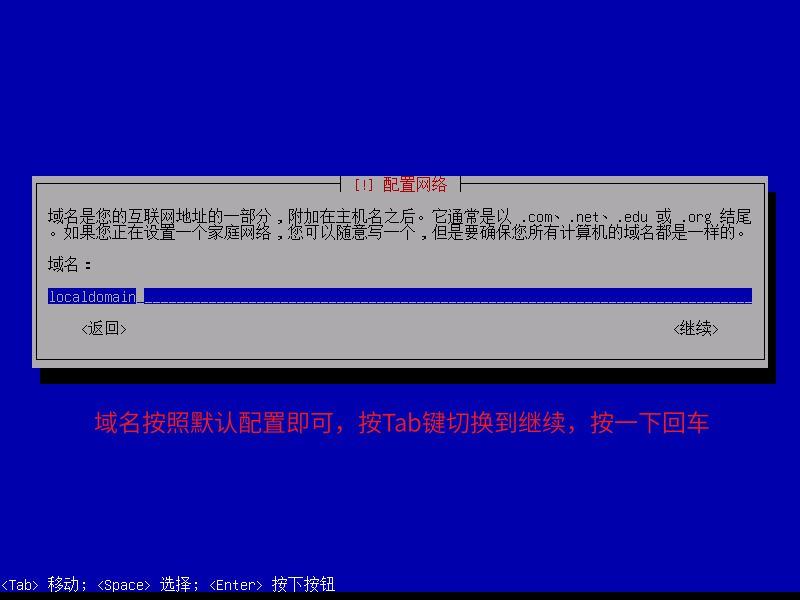 [!] 配置网络
域名是您的互联网地址的一部分,附加在主机名之后。它通常是以 .com、.net、.edu 或 .org 结尾
。如果您正在设置一个家庭网络,您可以随意写一个,但是要确保您所有计算机的域名都是一样的。
域名:
localdomain
<返回> <继续>
域名按照默认配置即可，按Tab键切换到继续，按一下回车
<Tab> 移动; <Space> 选择; <Enter> 按下按钮